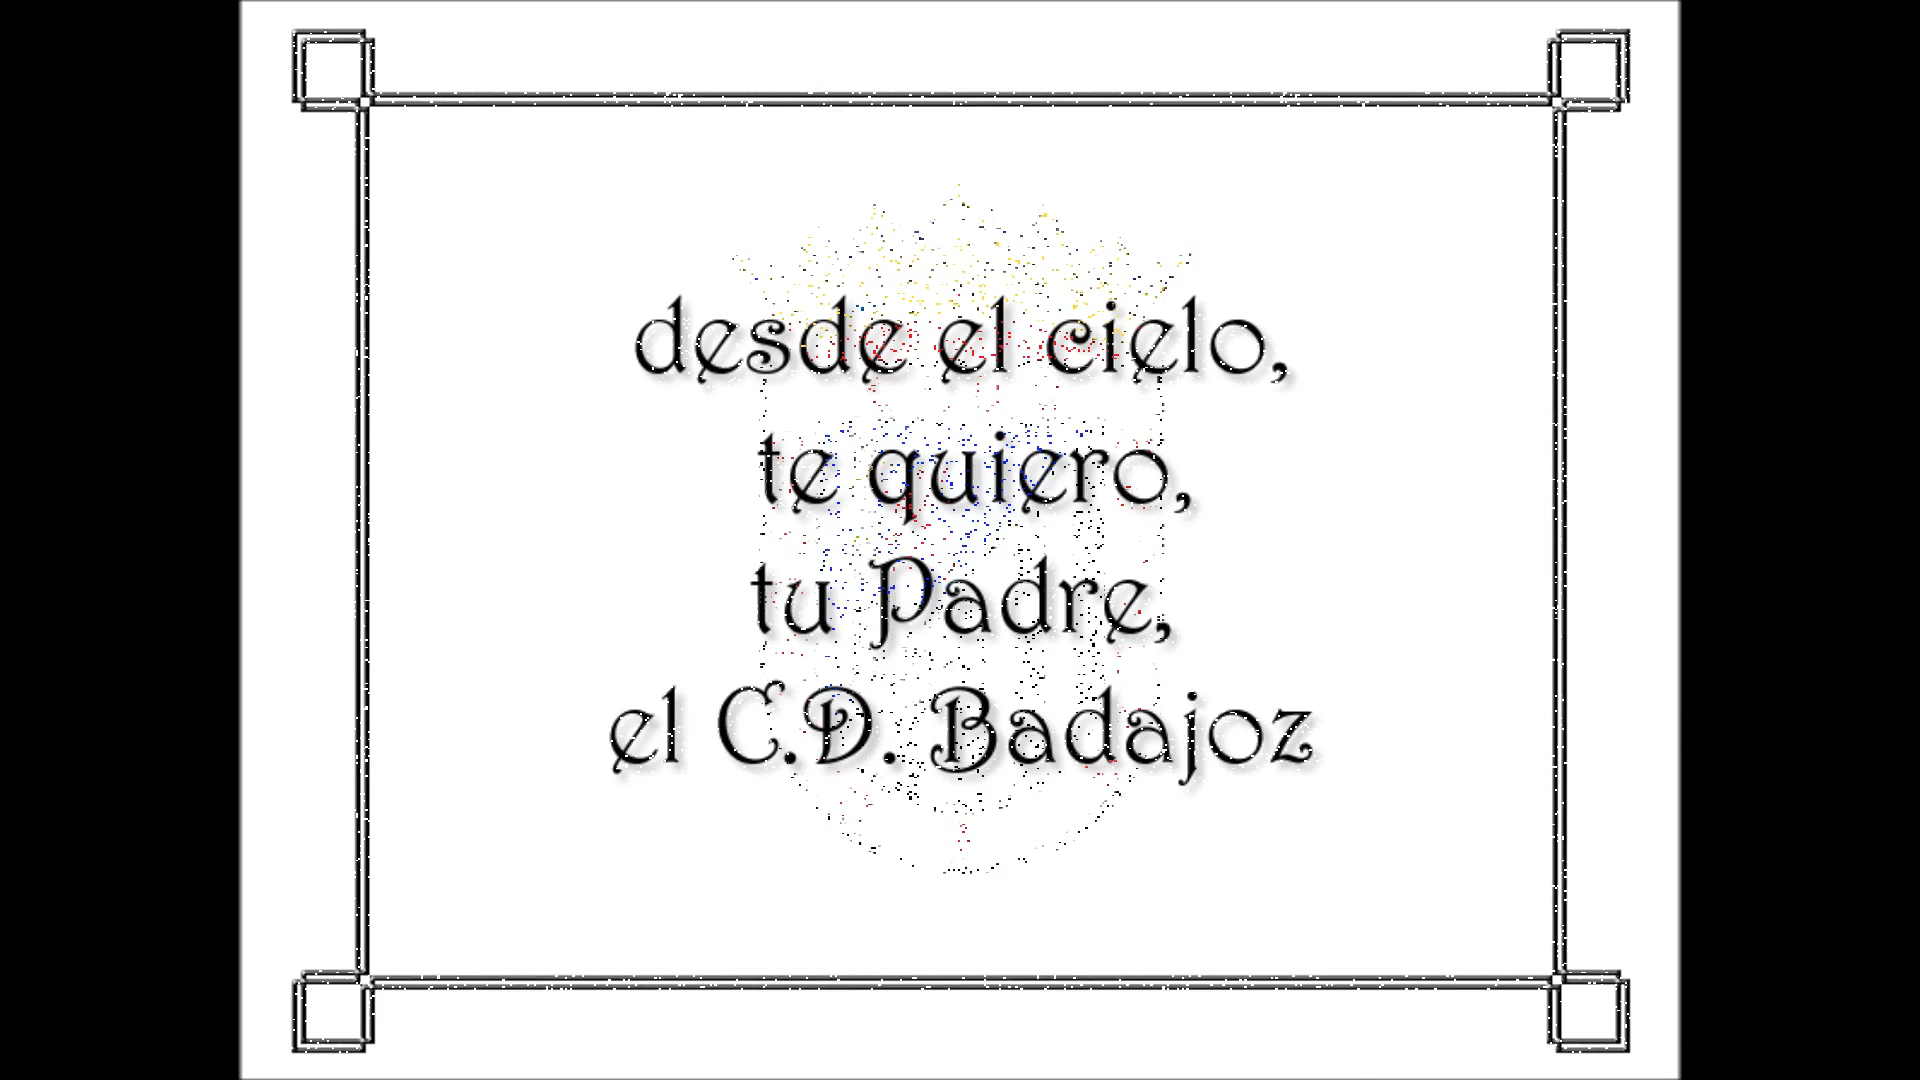 desde el cielo,
te quiero,
tu Padre,
el C.D. Badajoz